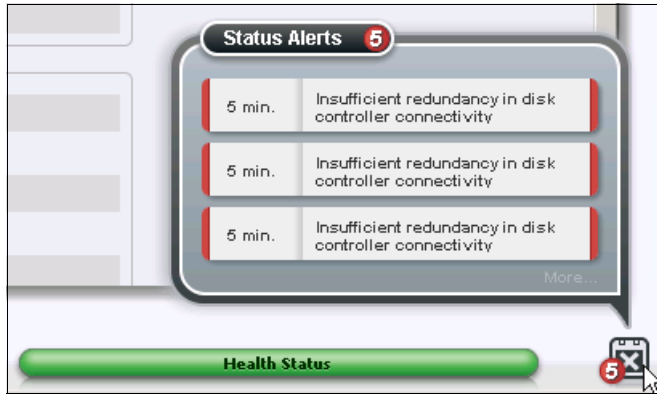 Status Alerts 5
5 min.
Insufficient redundancy in disk
controller connectivity
5 min.
Insufficient redundancy in disk
controller connectivity
5 min.
Insufficient redundancy in disk
controller connectivity
More...
Health Status
5